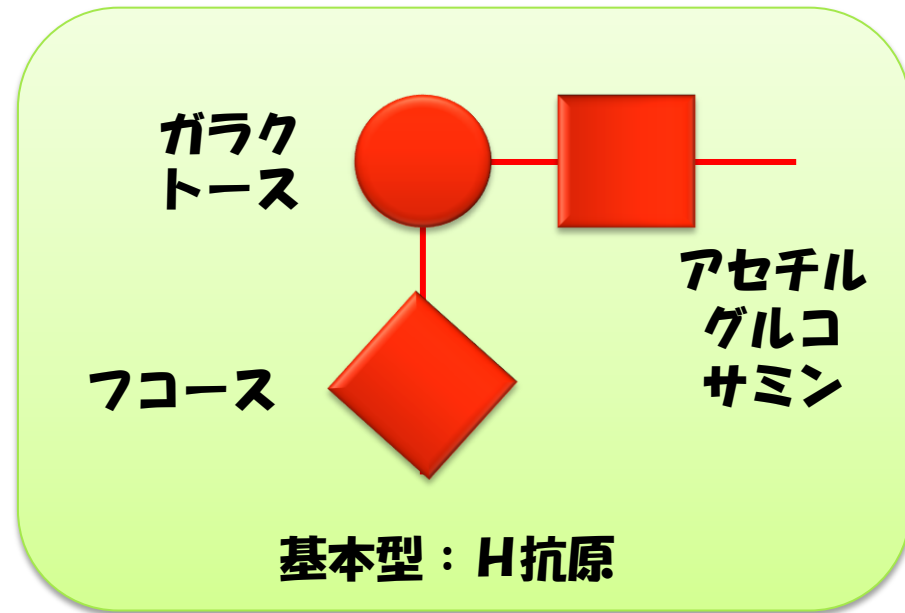 ガラク
トース
アセチル
グルコ
サミン
フコース
基本型：H抗原